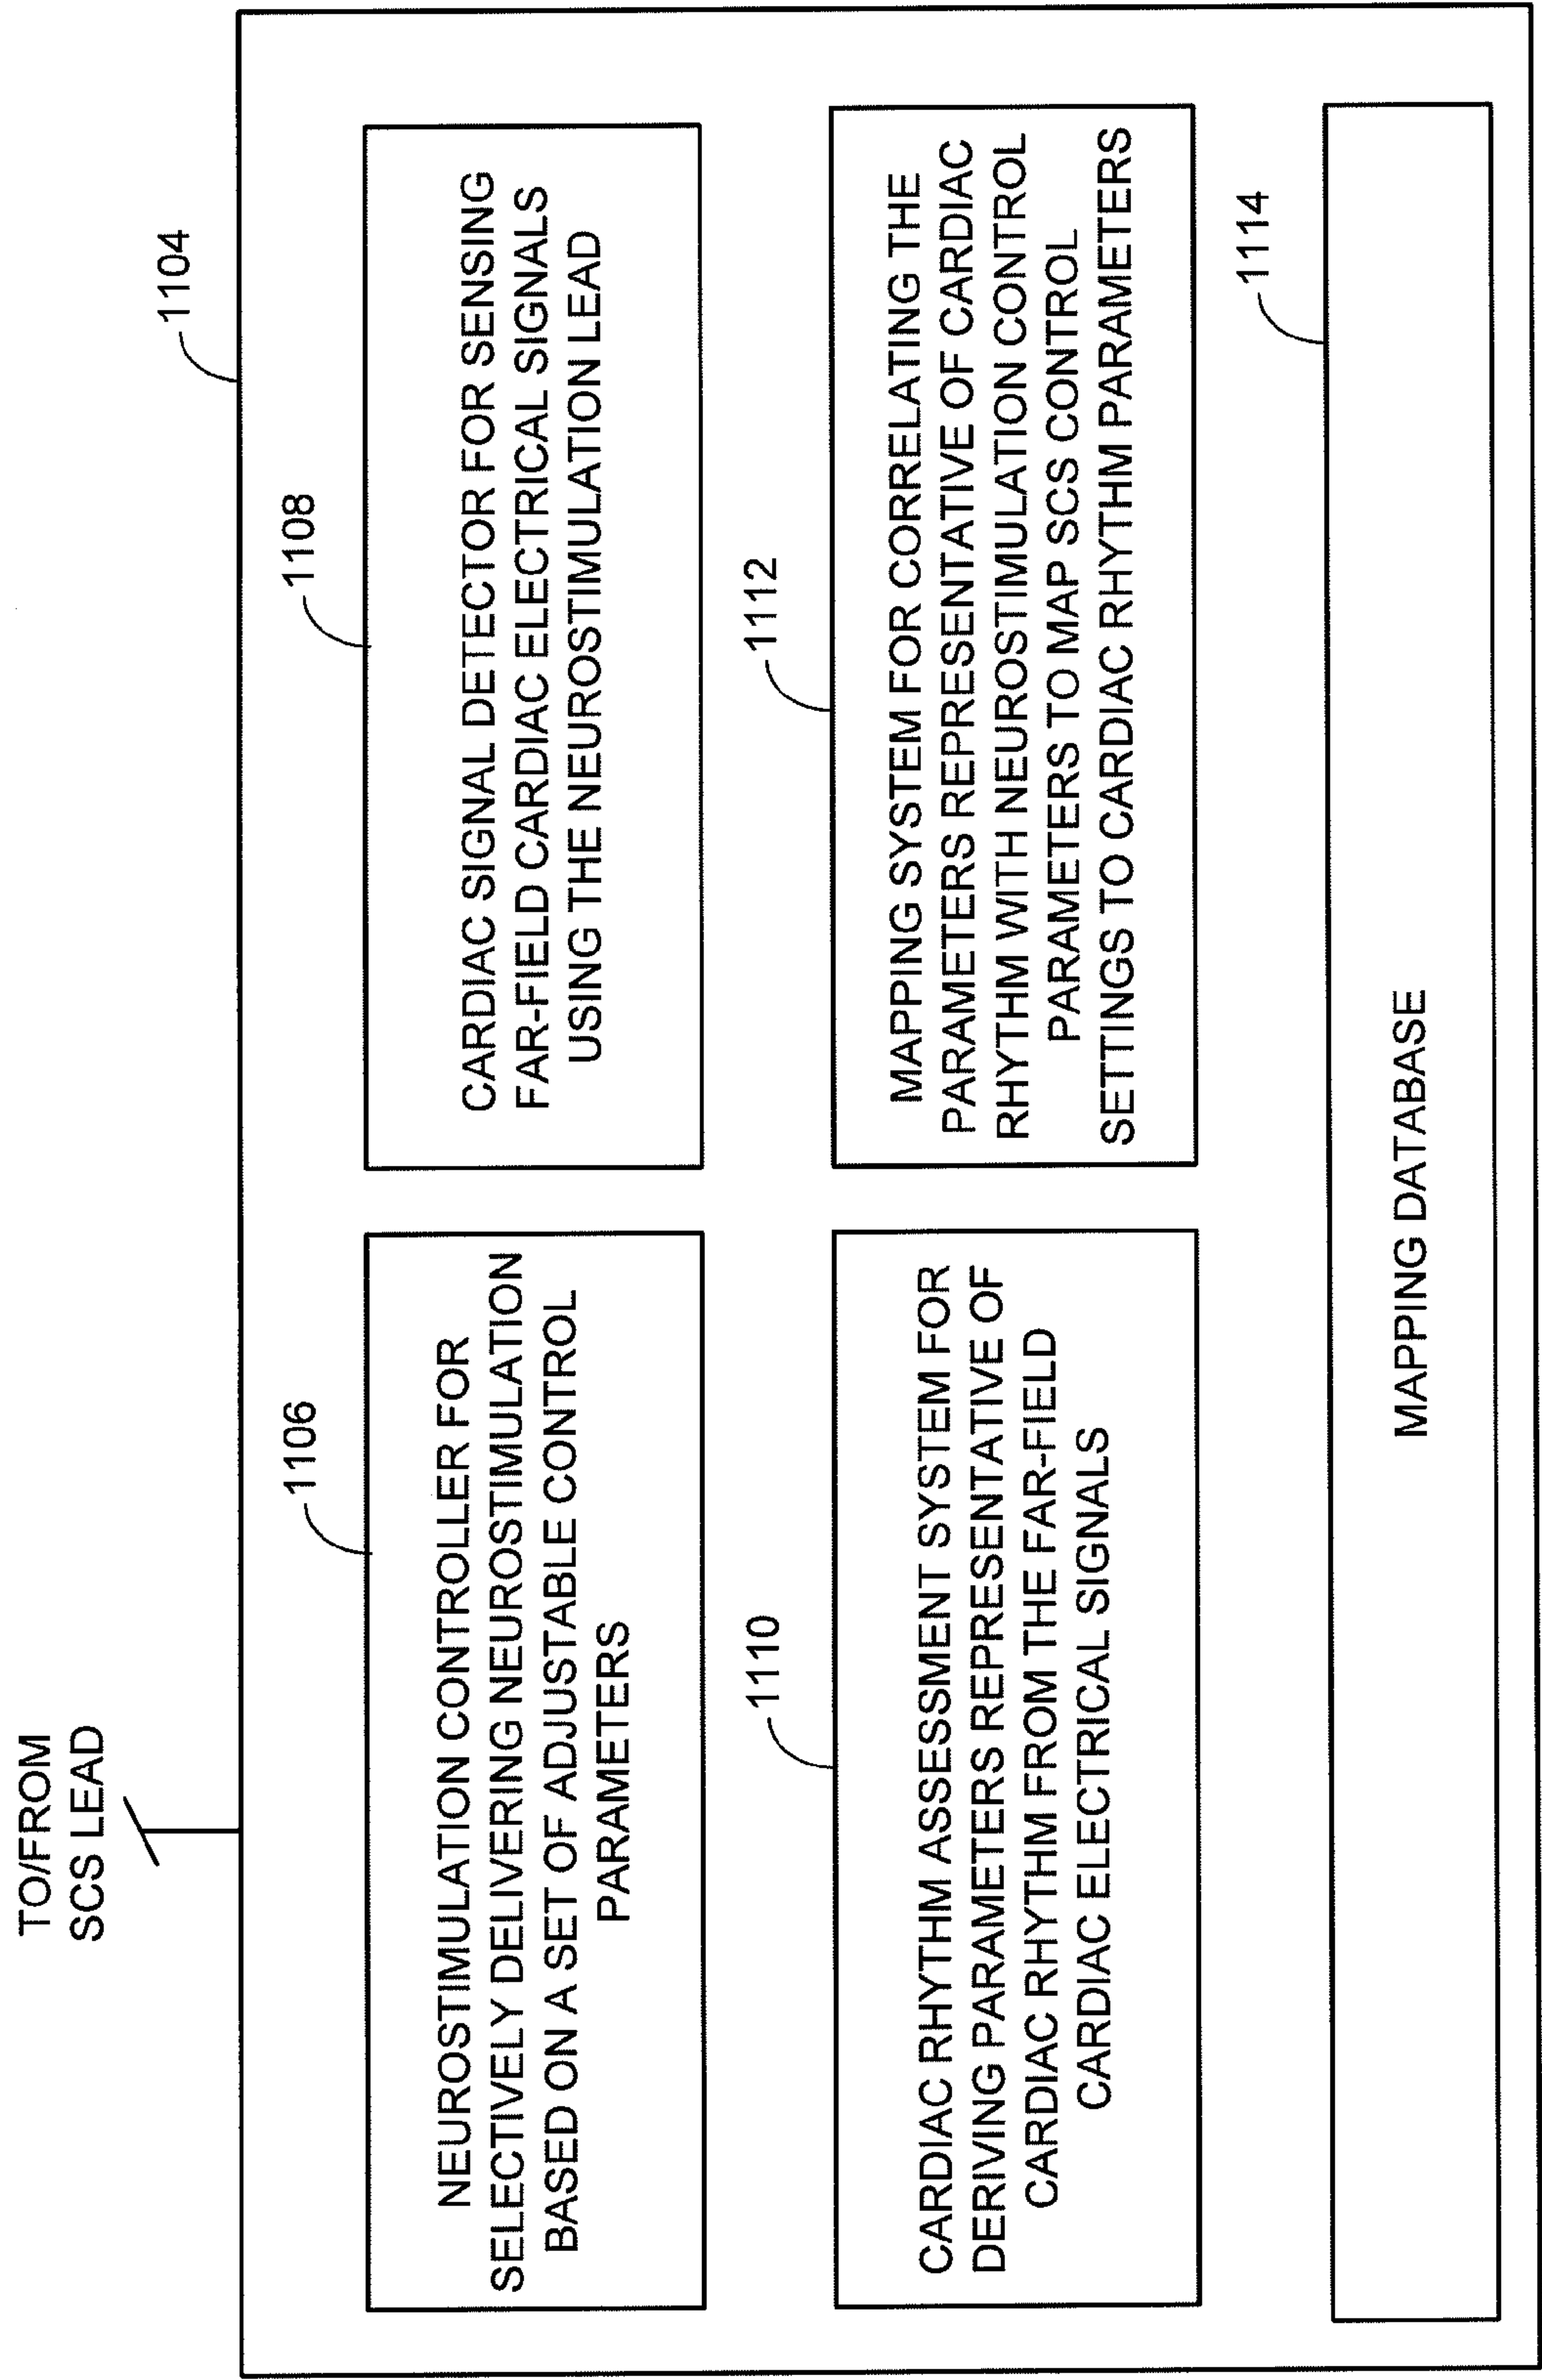 TO/FROM
SCS LEAD
1104
1106
NEUROSTIMULATION CONTROLLER FOR
SELECTIVELY DELIVERING NEUROSTIMULATION
BASED ON A SET OF ADJUSTABLE CONTROL
PARAMETERS
1108
CARDIAC SIGNAL DETECTOR FOR SENSING
FAR-FIELD CARDIAC ELECTRICAL SIGNALS
USING THE NEUROSTIMULATION LEAD
1110
CARDIAC RHYTHM ASSESSMENT SYSTEM FOR
DERIVING PARAMETERS REPRESENTATIVE OF
CARDIAC RHYTHM FROM THE FAR-FIELD
CARDIAC ELECTRICAL SIGNALS
1112
MAPPING SYSTEM FOR CORRELATING THE
PARAMETERS REPRESENTATIVE OF CARDIAC
RHYTHM WITH NEUROSTIMULATION CONTROL
PARAMETERS TO MAP SCS CONTROL
SETTINGS TO CARDIAC RHYTHM PARAMETERS
1114
MAPPING DATABASE